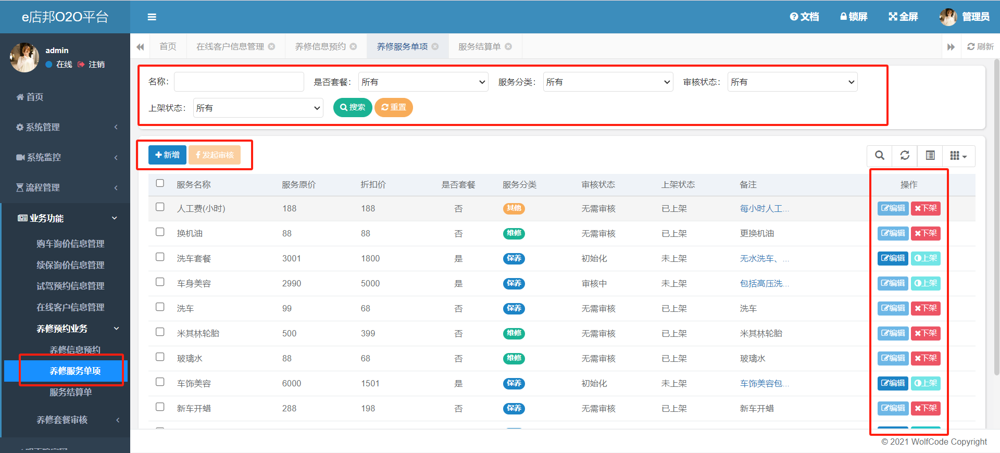 e店邦O2O平台
文档 锁屏 全屏 管理员
admin
在线 注销
首页 在线客户信息管理 养修信息预约 养修服务单项 服务结算单 刷新
首页
系统管理
系统监控
流程管理
业务功能
购车询价信息管理
续保询价信息管理
试驾预约信息管理
在线客户信息管理
养修预约业务
养修信息预约
养修服务单项
服务结算单
养修套餐审核
名称： 是否套餐： 所有 服务分类： 所有 审核状态： 所有
上架状态： 所有 搜索 重置
新增 发起审核
服务名称 服务原价 折扣价 是否套餐 服务分类 审核状态 上架状态 备注 操作
人工费(小时) 188 188 否 其他 无需审核 已上架 每小时人工... 编辑 下架
换机油 88 88 否 维修 无需审核 已上架 更换机油 编辑 下架
洗车套餐 3001 1800 是 保养 初始化 未上架 无水洗车、... 编辑 上架
车身美容 2990 5000 是 保养 审核中 未上架 包括高压洗... 编辑 上架
洗车 99 68 否 保养 无需审核 已上架 洗车 编辑 下架
米其林轮胎 500 399 否 维修 无需审核 已上架 米其林轮胎 编辑 下架
玻璃水 88 68 否 维修 无需审核 已上架 玻璃水 编辑 下架
车饰美容 6000 1501 是 保养 初始化 未上架 车饰美容包... 编辑 上架
新车开蜡 288 198 否 保养 无需审核 已上架 新车开蜡 编辑 下架
© 2021 WolfCode Copyright